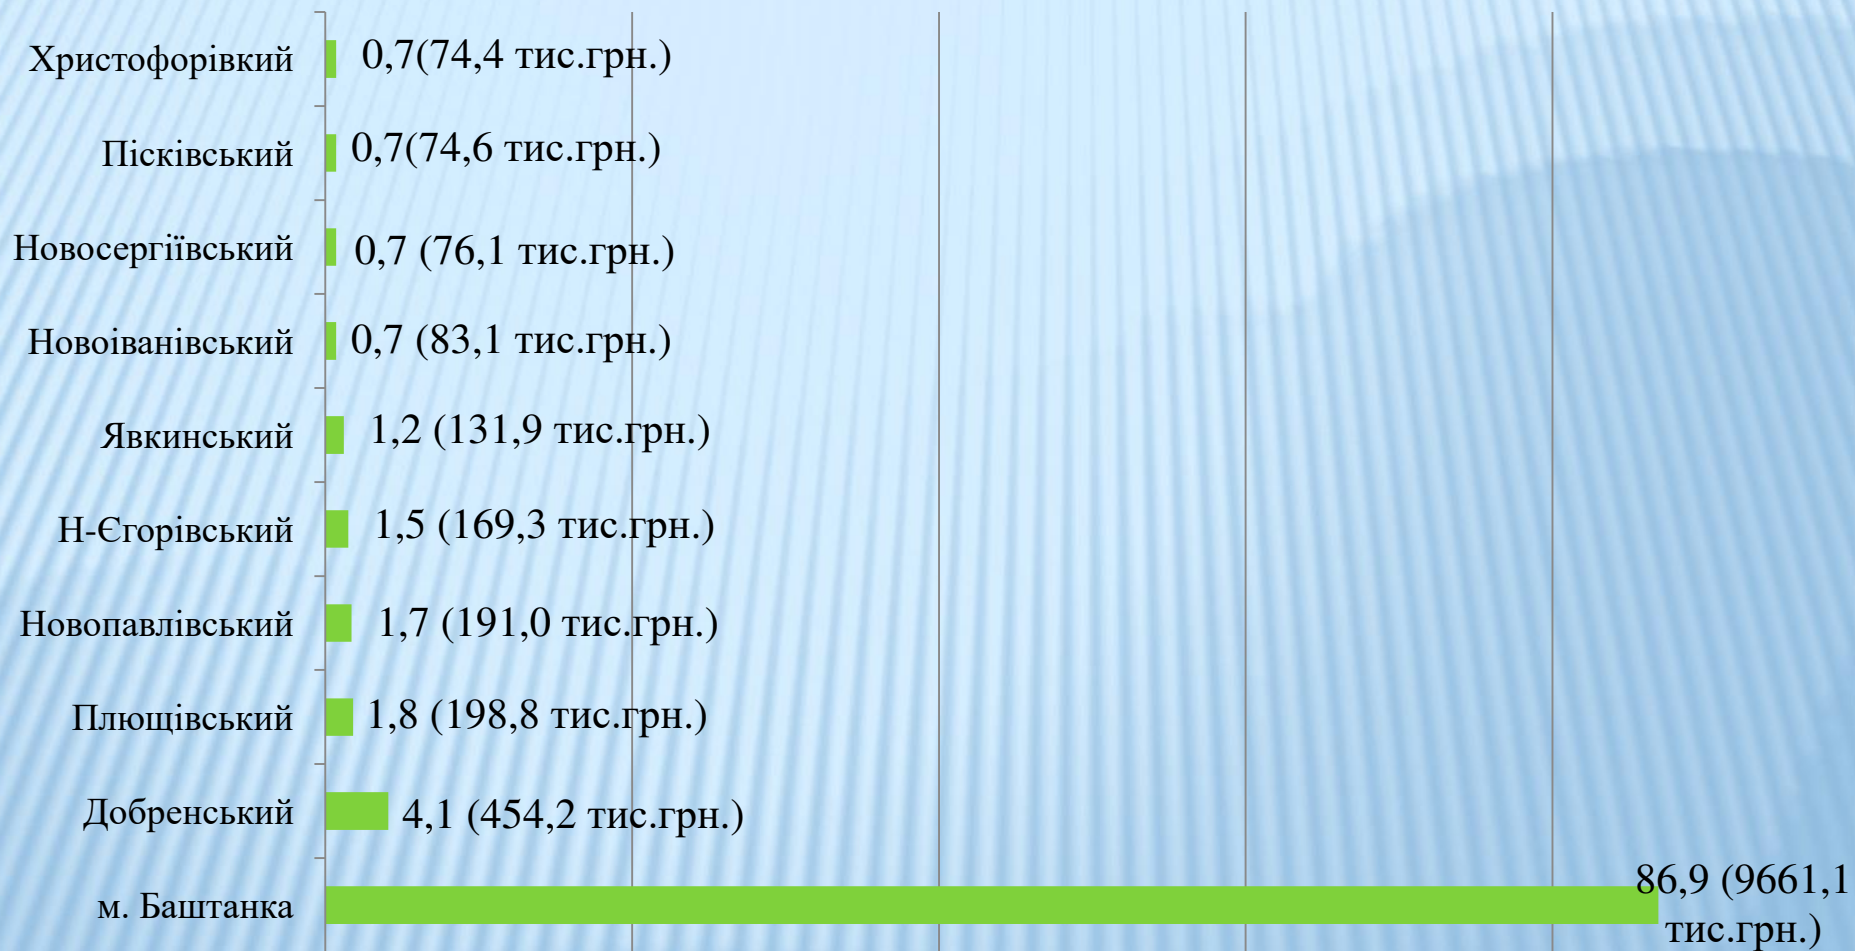 Христофорівкий 0,7(74,4 тис.грн.)
Пісківський 0,7(74,6 тис.грн.)
Новосергіївський 0,7 (76,1 тис.грн.)
Новоіванівський 0,7 (83,1 тис.грн.)
Явкинський 1,2 (131,9 тис.грн.)
Н-Єгорівський 1,5 (169,3 тис.грн.)
Новопавлівський 1,7 (191,0 тис.грн.)
Плющівський 1,8 (198,8 тис.грн.)
Добренський 4,1 (454,2 тис.грн.)
м. Баштанка 86,9 (9661,1
тис.грн.)